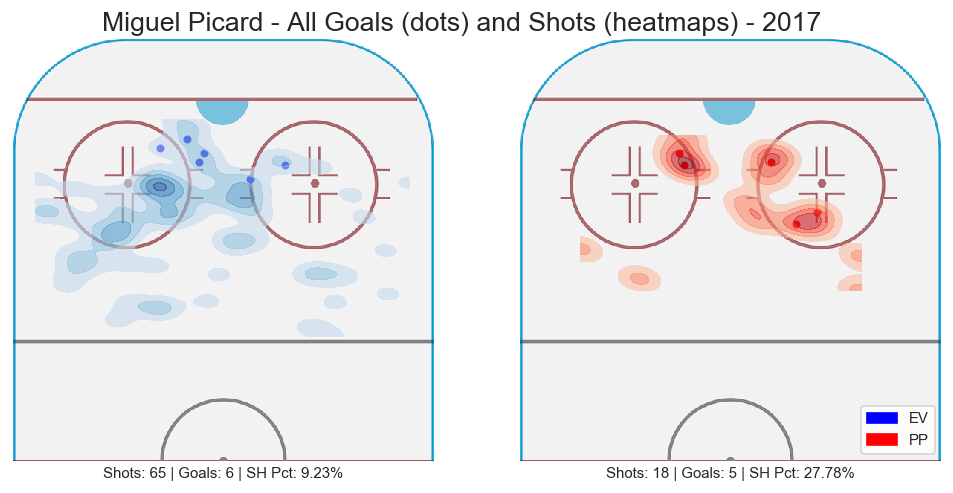 Miguel Picard - All Goals (dots) and Shots (heatmaps) - 2017
EV
PP
Shots: 65 | Goals: 6 | SH Pct: 9.23%
Shots: 18 | Goals: 5 | SH Pct: 27.78%